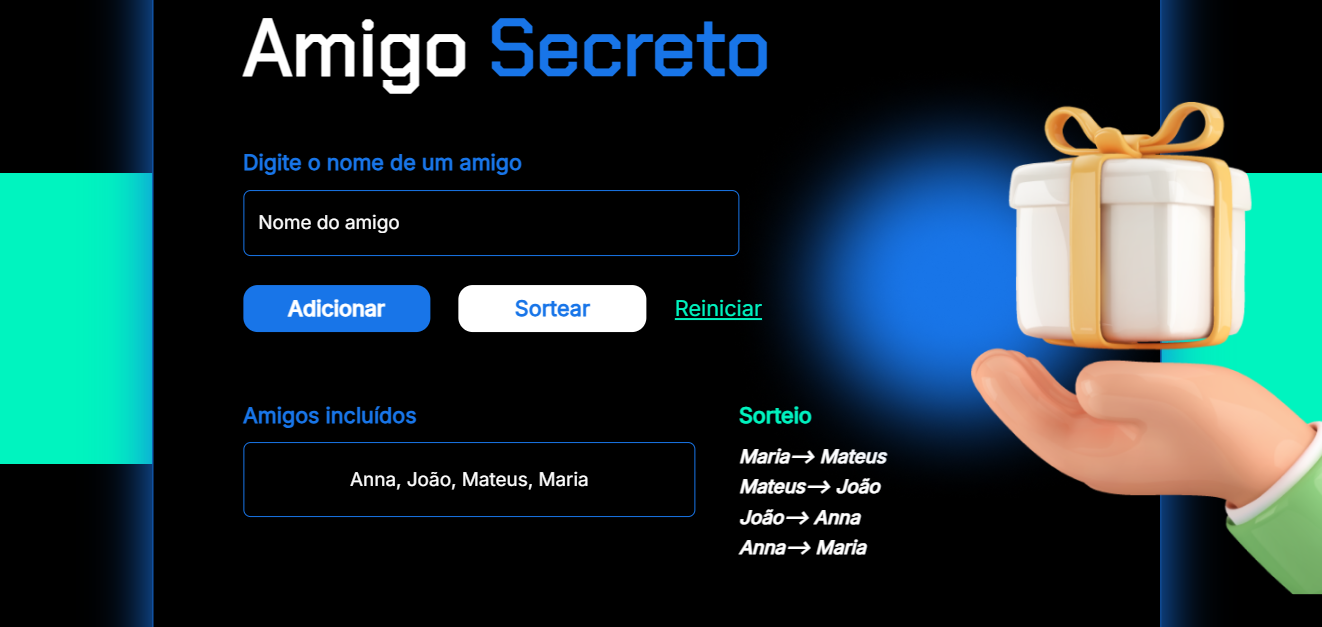 Amigo Secreto
Digite o nome de um amigo
Nome do amigo
Adicionar
Sortear
Reiniciar
Amigos incluídos
Anna, João, Mateus, Maria
Sorteio
Maria--> Mateus
Mateus--> João
João--> Anna
Anna--> Maria